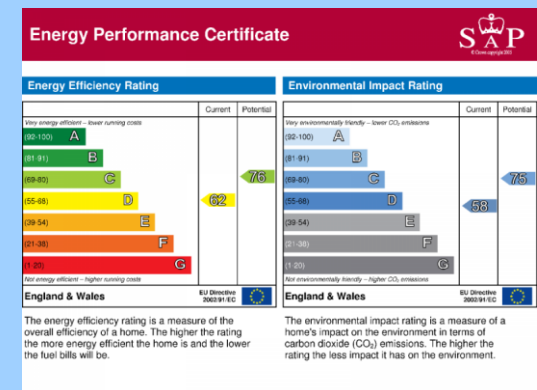 Energy Performance Certificate
SAP
© Crown copyright 2012
Energy Efficiency Rating
Current
Potential
Very energy efficient – lower running costs
(92-100) A
(81-91) B
(69-80) C
76
(55-68) D
62
(39-54) E
(21-38) F
(1-20) G
Not energy efficient – higher running costs
England & Wales
EU Directive
2002/91/EC
The energy efficiency rating is a measure of the
overall efficiency of a home. The higher the rating
the more energy efficient the home is and the lower
the fuel bills will be.
Environmental Impact Rating
Current
Potential
Very environmentally friendly – lower CO₂ emissions
(92-100) A
(81-91) B
(69-80) C
75
(55-68) D
58
(39-54) E
(21-38) F
(1-20) G
Not environmentally friendly – higher CO₂ emissions
England & Wales
EU Directive
2002/91/EC
The environmental impact rating is a measure of a
home's impact on the environment in terms of
carbon dioxide (CO₂) emissions. The higher the
rating the less impact it has on the environment.